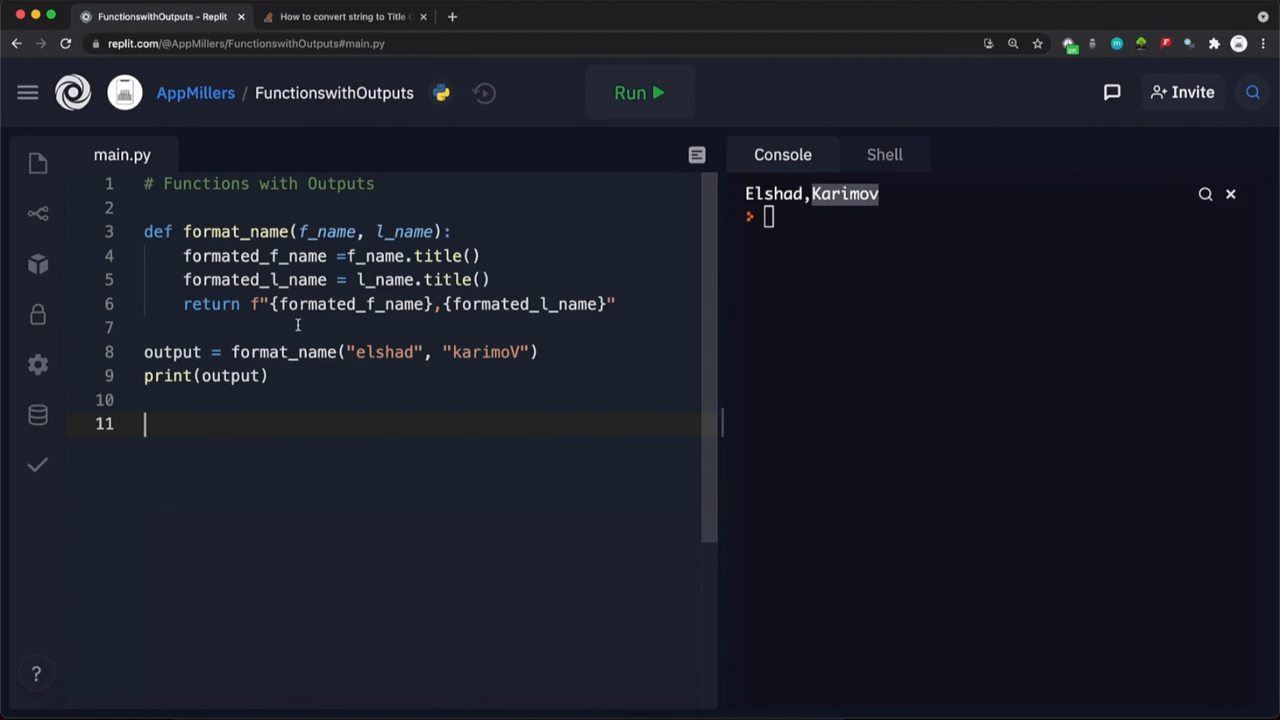 FunctionswithOutputs - Replit
How to convert string to Title
replit.com/@AppMillers/FunctionswithOutputs#main.py
AppMillers / FunctionswithOutputs
Run
Invite
main.py
1 # Functions with Outputs
2
3 def format_name(f_name, l_name):
4 formated_f_name =f_name.title()
5 formated_l_name = l_name.title()
6 return f"{formated_f_name},{formated_l_name}"
7
8 output = format_name("elshad", "karimoV")
9 print(output)
10
11
Console
Shell
Elshad,Karimov